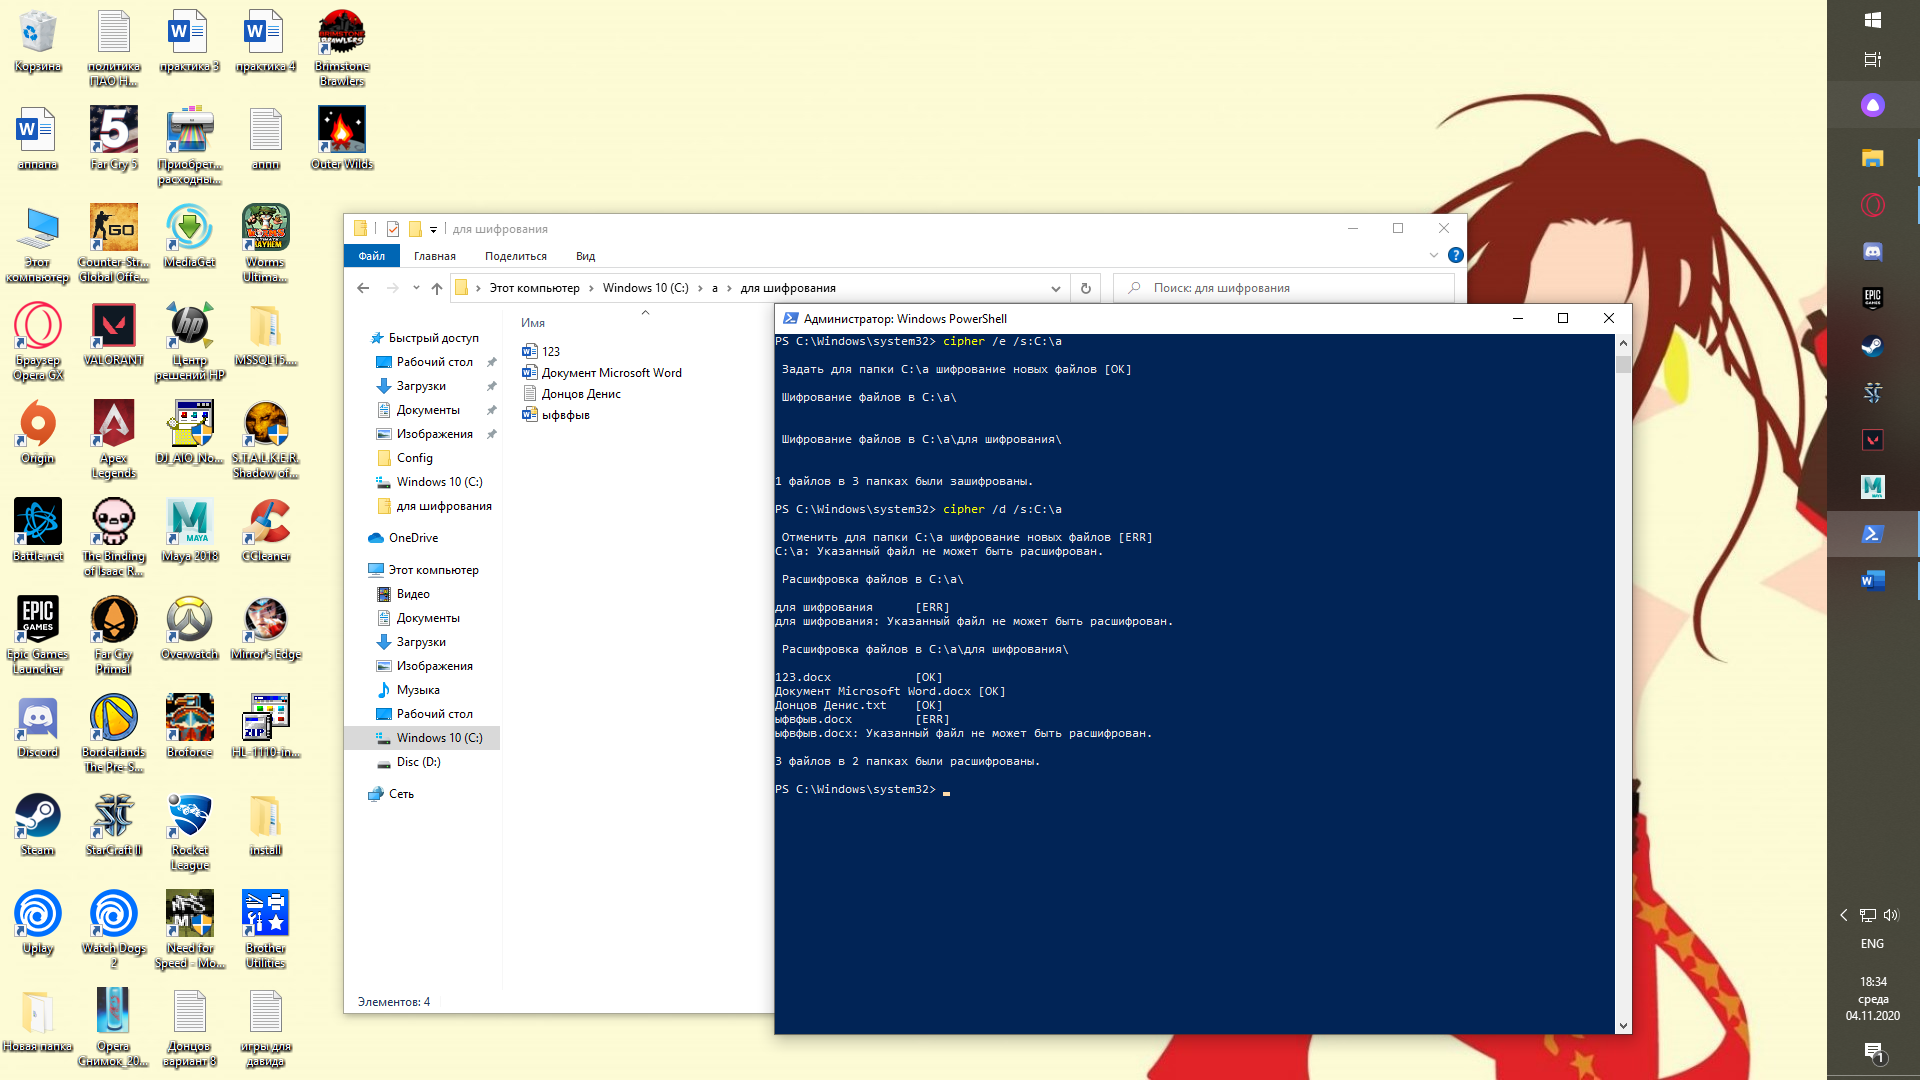 Корзина
политика ПАО Н...
практика 3
практика 4
Brimstone Brawlers
аппапа
Far Cry 5
Приобрет... расходны...
аппп
Outer Wilds
Этот компьютер
Counter-Str... Global Offe...
MediaGet
Worms Ultima...
Браузер Opera GX
VALORANT
Центр решений HP
MSSQL15....
Origin
Apex Legends
DJ_AIO_No...
S.T.A.L.K.E.R. Shadow of...
Battle.net
The Binding of Isaac R...
Maya 2018
CCleaner
Epic Games Launcher
Far Cry Primal
Overwatch
Mirror's Edge
Discord
Borderlands The Pre-S...
Broforce
HL-1110-in...
Steam
StarCraft II
Rocket League
install
Uplay
Watch Dogs 2
Need for Speed - Mo...
Brother Utilities
Новая папка
Opera Снимок_20...
Донцов вариант 8
игры для давида
для шифрования
Файл
Главная
Поделиться
Вид
Этот компьютер
Windows 10 (C:)
a
для шифрования
Поиск: для шифрования
Быстрый доступ
Рабочий стол
Загрузки
Документы
Изображения
Config
Windows 10 (C:)
для шифрования
OneDrive
Этот компьютер
Видео
Документы
Загрузки
Изображения
Музыка
Рабочий стол
Windows 10 (C:)
Disc (D:)
Сеть
Имя
123
Документ Microsoft Word
Донцов Денис
ыфвфыв
Элементов: 4
Администратор: Windows PowerShell
PS C:\Windows\system32> cipher /e /s:C:\a
Задать для папки C:\a шифрование новых файлов [OK]
Шифрование файлов в C:\a\
Шифрование файлов в C:\a\для шифрования\
1 файлов в 3 папках были зашифрованы.
PS C:\Windows\system32> cipher /d /s:C:\a
Отменить для папки C:\a шифрование новых файлов [ERR]
C:\a: Указанный файл не может быть расшифрован.
Расшифровка файлов в C:\a\
для шифрования [ERR]
для шифрования: Указанный файл не может быть расшифрован.
Расшифровка файлов в C:\a\для шифрования\
123.docx [OK]
Документ Microsoft Word.docx [OK]
Донцов Денис.txt [OK]
ыфвфыв.docx [ERR]
ыфвфыв.docx: Указанный файл не может быть расшифрован.
3 файлов в 2 папках были расшифрованы.
PS C:\Windows\system32>
ENG
18:34
среда
04.11.2020
1